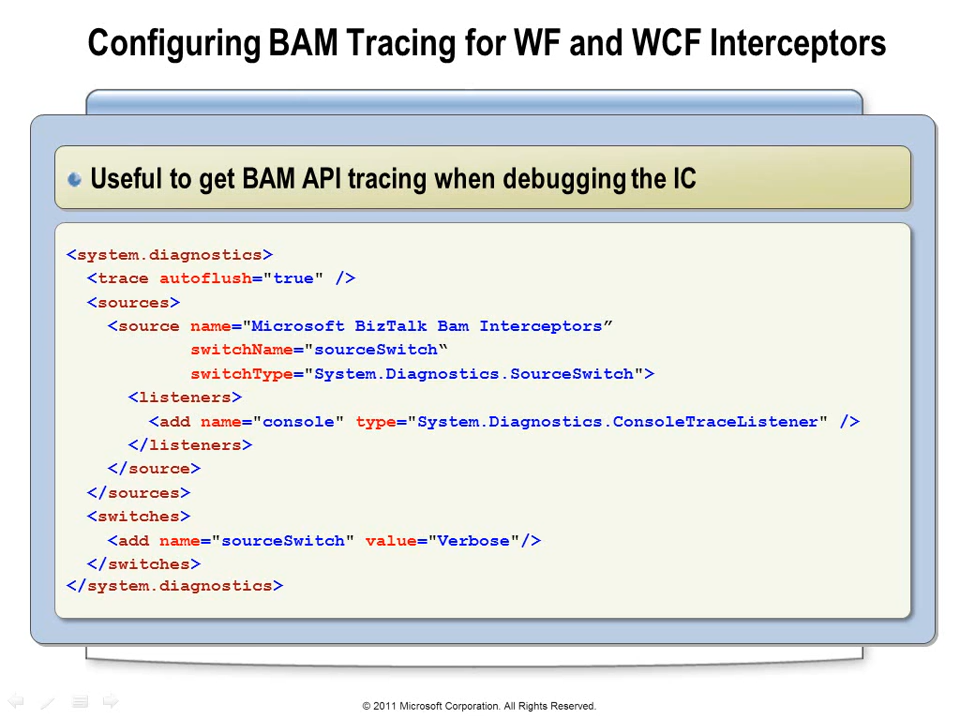 Configuring BAM Tracing for WF and WCF Interceptors
Useful to get BAM API tracing when debugging the IC
<system.diagnostics>
<trace autoflush="true" />
<sources>
<source name="Microsoft BizTalk Bam Interceptors”
switchName="sourceSwitch“
switchType="System.Diagnostics.SourceSwitch">
<listeners>
<add name="console" type="System.Diagnostics.ConsoleTraceListener" />
</listeners>
</source>
</sources>
<switches>
<add name="sourceSwitch" value="Verbose"/>
</switches>
</system.diagnostics>
© 2011 Microsoft Corporation. All Rights Reserved.